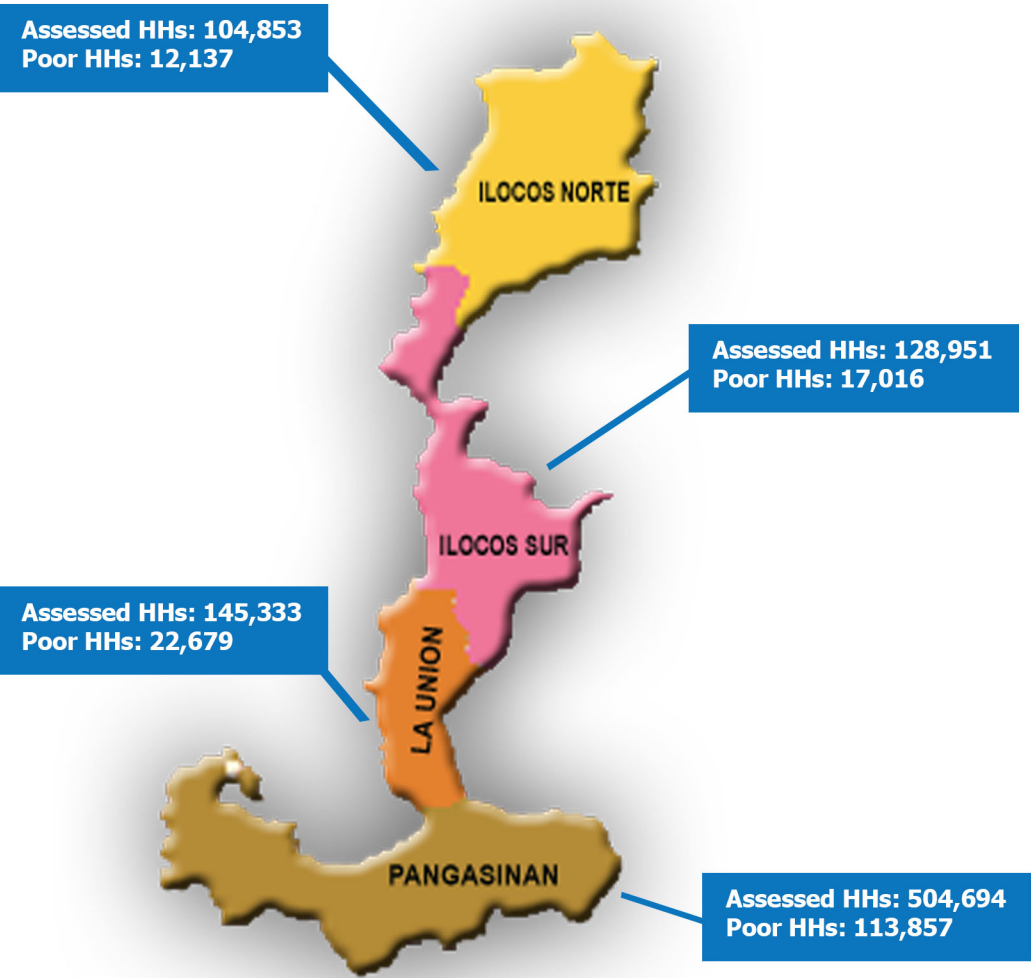 Assessed HHs: 104,853
Poor HHs: 12,137
ILOCOS NORTE
Assessed HHs: 128,951
Poor HHs: 17,016
ILOCOS SUR
Assessed HHs: 145,333
Poor HHs: 22,679
LA UNION
PANGASINAN
Assessed HHs: 504,694
Poor HHs: 113,857